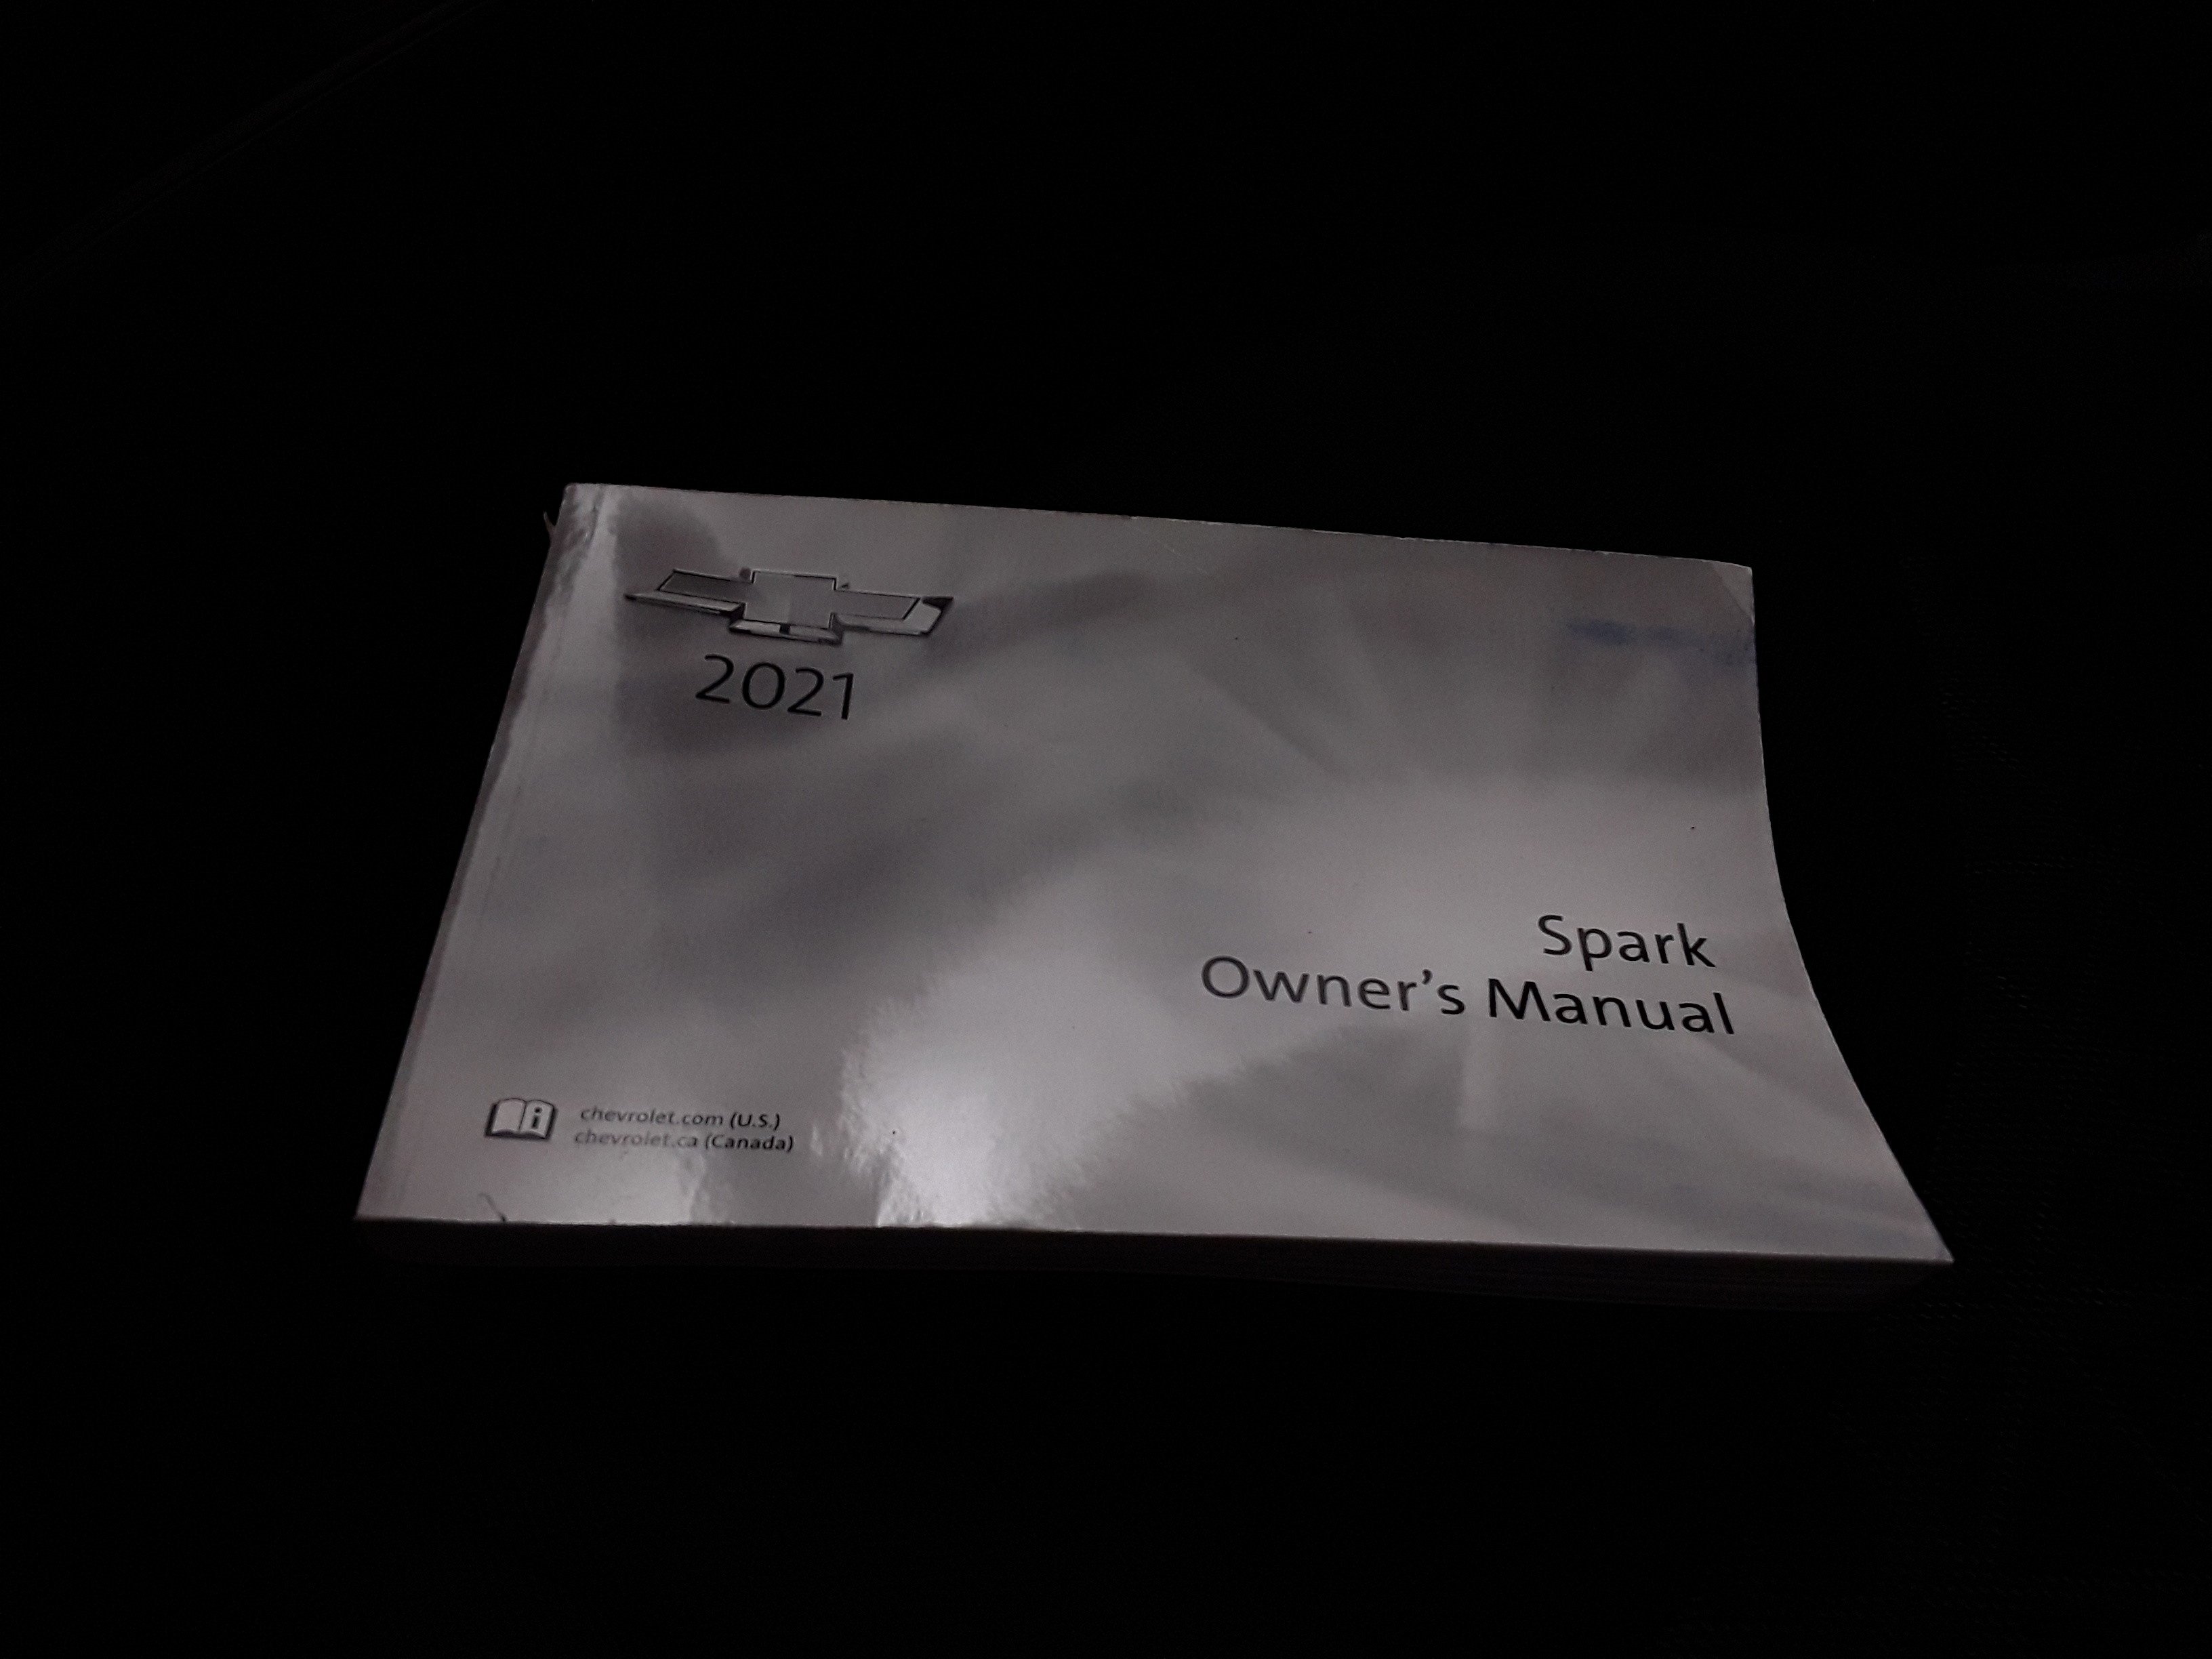 2021
Spark
Owner's Manual
chevrolet.com (U.S.)
chevrolet.ca (Canada)